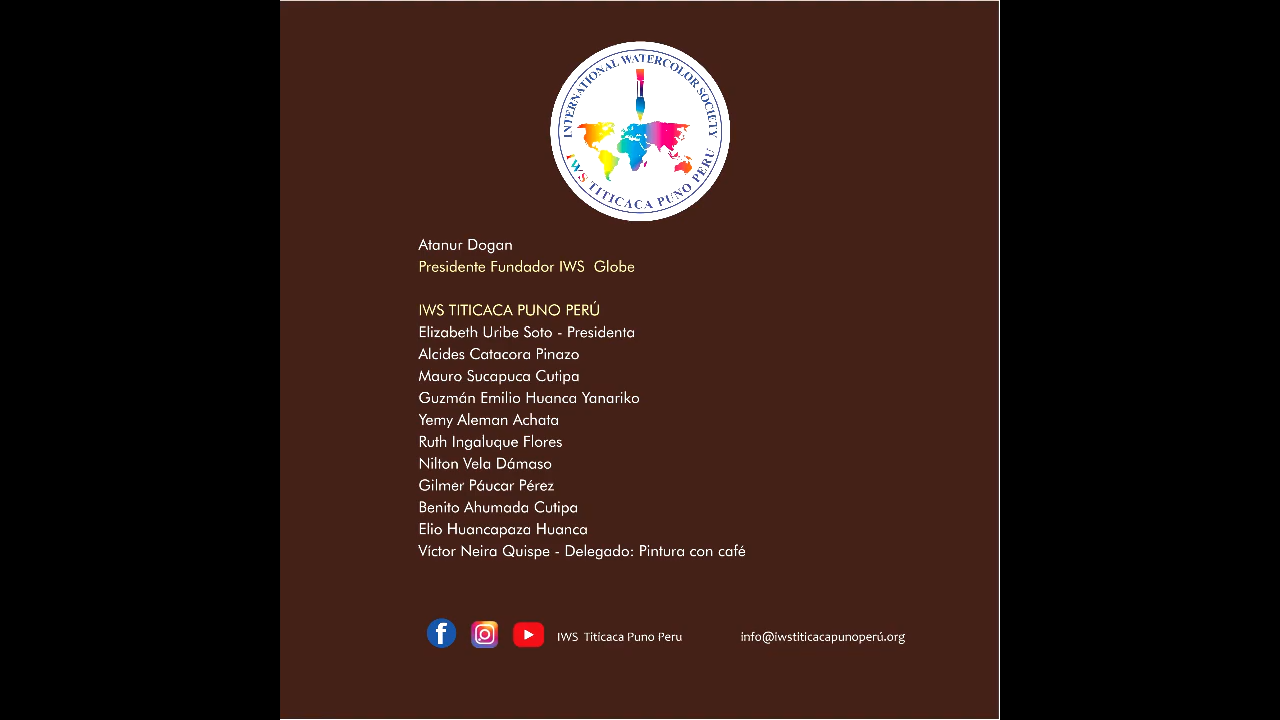 INTERNATIONAL WATERCOLOR SOCIETY
IWS TITICACA PUNO PERU
Atanur Dogan
Presidente Fundador IWS  Globe
IWS TITICACA PUNO PERÚ
Elizabeth Uribe Soto - Presidenta
Alcides Catacora Pinazo
Mauro Sucapuca Cutipa
Guzmán Emilio Huanca Yanariko
Yemy Aleman Achata
Ruth Ingaluque Flores
Nilton Vela Dámaso
Gilmer Páucar Pérez
Benito Ahumada Cutipa
Elio Huancapaza Huanca
Víctor Neira Quispe - Delegado: Pintura con café
IWS  Titicaca Puno Peru info@iwstiticacapunoperú.org